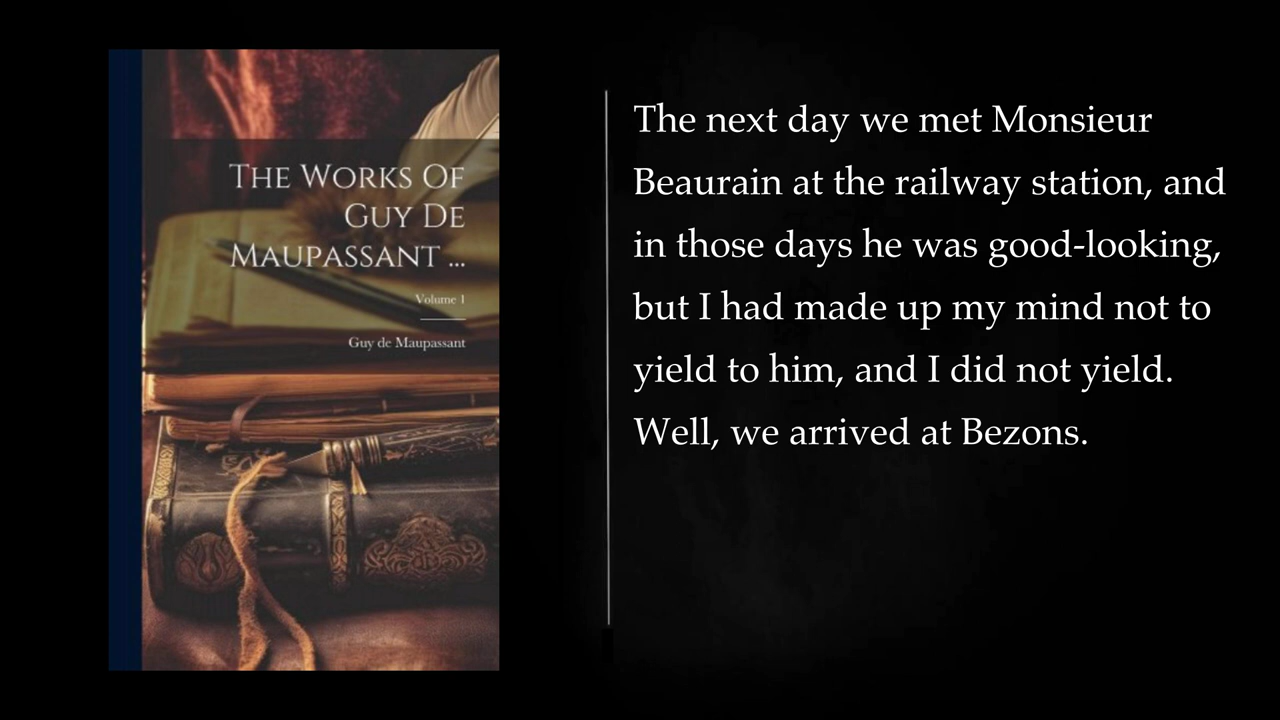 THE WORKS OF
GUY DE
MAUPASSANT ...
Volume 1
Guy de Maupassant
The next day we met Monsieur
Beaurain at the railway station, and
in those days he was good-looking,
but I had made up my mind not to
yield to him, and I did not yield.
Well, we arrived at Bezons.